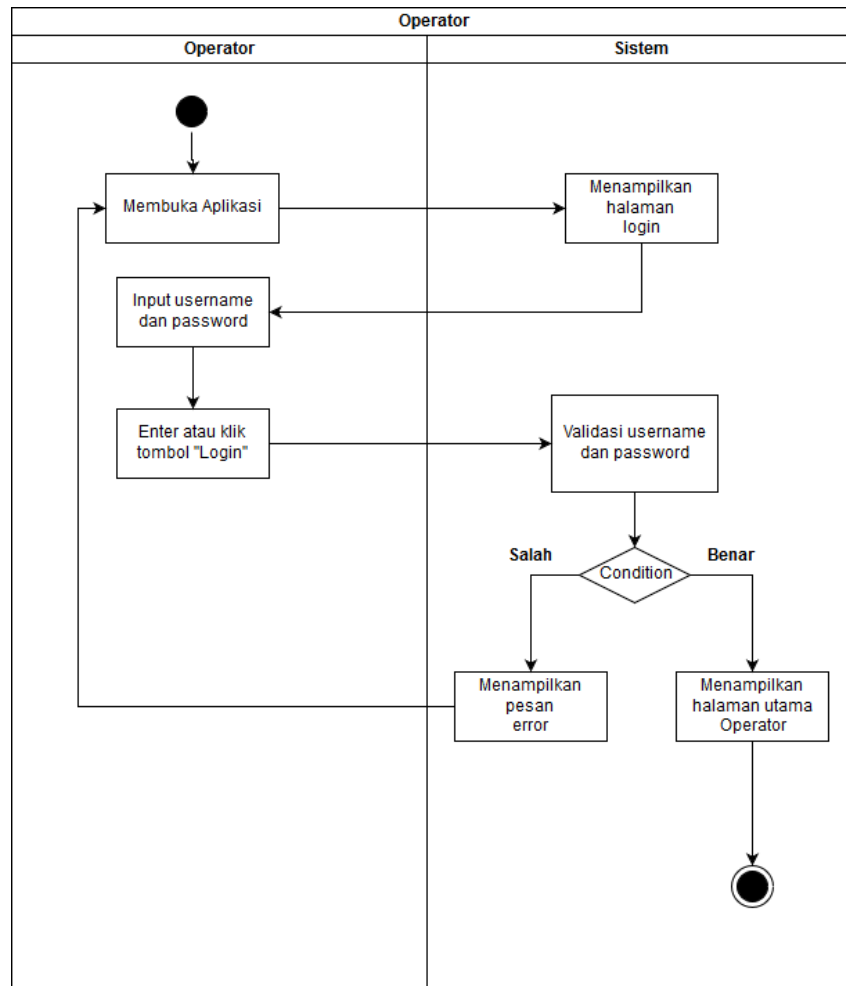 Operator
Operator
Sistem
Membuka Aplikasi
Menampilkan
halaman
login
Input username
dan password
Enter atau klik
tombol "Login"
Validasi username
dan password
Salah
Condition
Benar
Menampilkan
pesan
error
Menampilkan
halaman utama
Operator